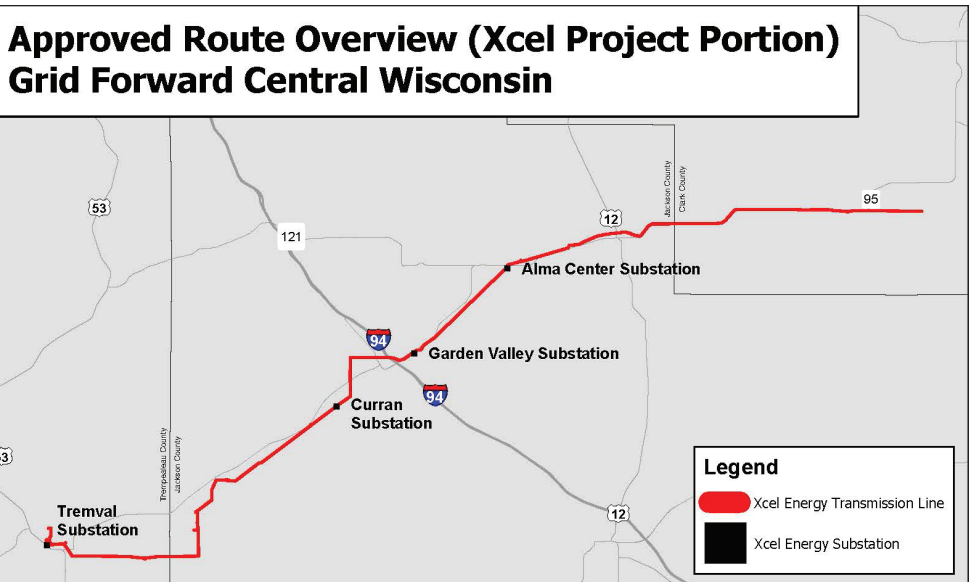 Approved Route Overview (Xcel Project Portion)
Grid Forward Central Wisconsin
53
121
12
Jackson County
Clark County
95
Alma Center Substation
94
Garden Valley Substation
94
Curran
Substation
Trempealeau County
Jackson County
3
Tremval
Substation
12
Legend
Xcel Energy Transmission Line
Xcel Energy Substation